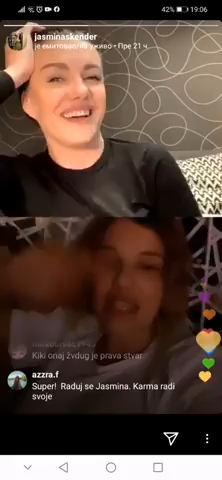 42% 19:06
jasminaskender
је емитовао/ла уживо • Пре 21 ч
Kiki onaj žvdug je prava stvar
azzra.f
Super! Raduj se Jasmina. Karma radi
svoje